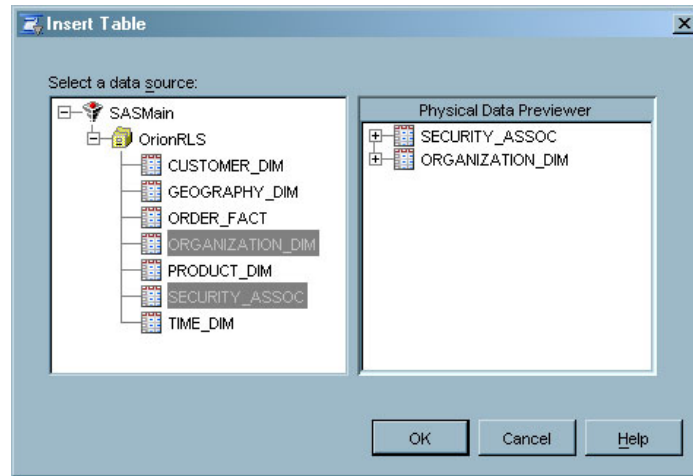 Insert Table
Select a data source:
SASMain
OrionRLS
CUSTOMER_DIM
GEOGRAPHY_DIM
ORDER_FACT
ORGANIZATION_DIM
PRODUCT_DIM
SECURITY_ASSOC
TIME_DIM
Physical Data Previewer
SECURITY_ASSOC
ORGANIZATION_DIM
OK
Cancel
Help